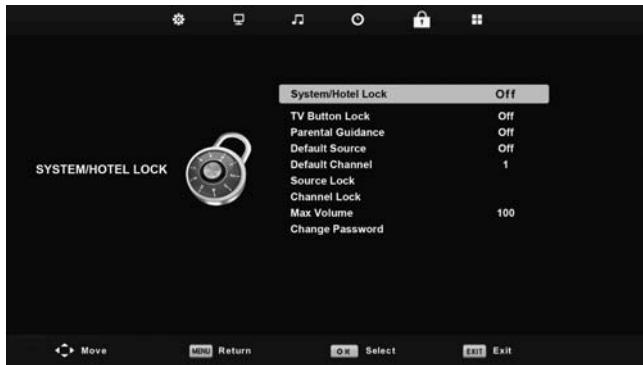 System/Hotel Lock Off
TV Button Lock Off
Parental Guidance Off
Default Source Off
Default Channel 1
SYSTEM/HOTEL LOCK
Source Lock
Channel Lock
Max Volume 100
Change Password
Move MENU Return OK Select EXIT Exit